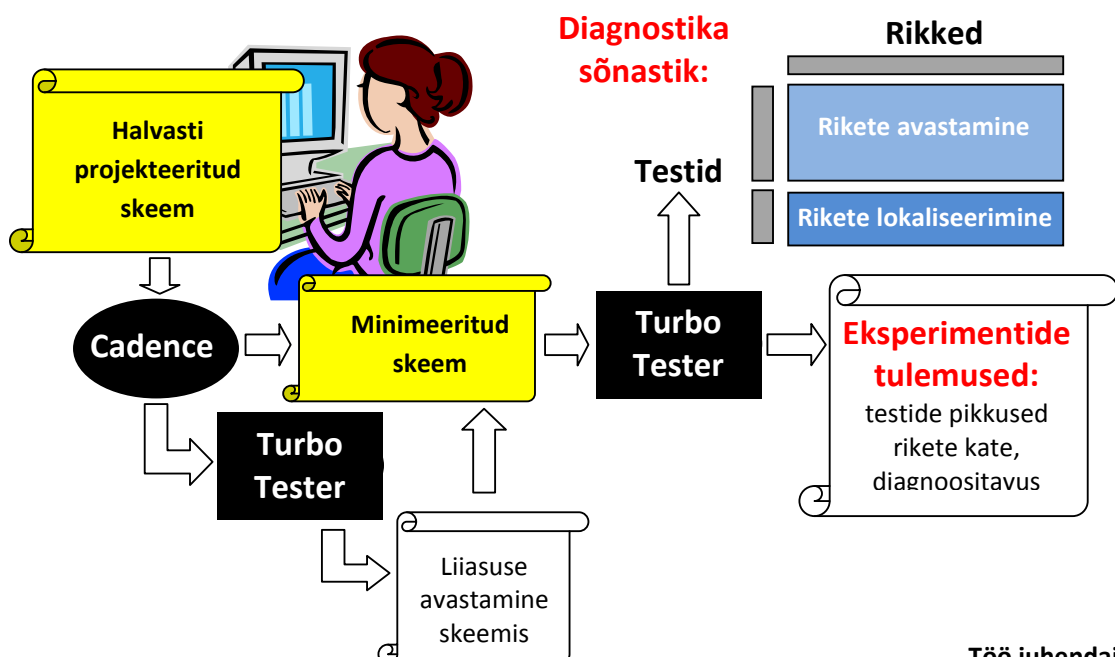 Diagnostika
sõnastik:
Rikked
Halvasti
projekteeritud
skeem
Rikete avastamine
Testid
Rikete lokaliseerimine
Cadence
Minimeeritud
skeem
Turbo
Tester
Eksperimentide
tulemused:
testide pikkused
rikete kate,
diagnoositavus
Turbo
Tester
Liiasuse
avastamine
skeemis
Töö